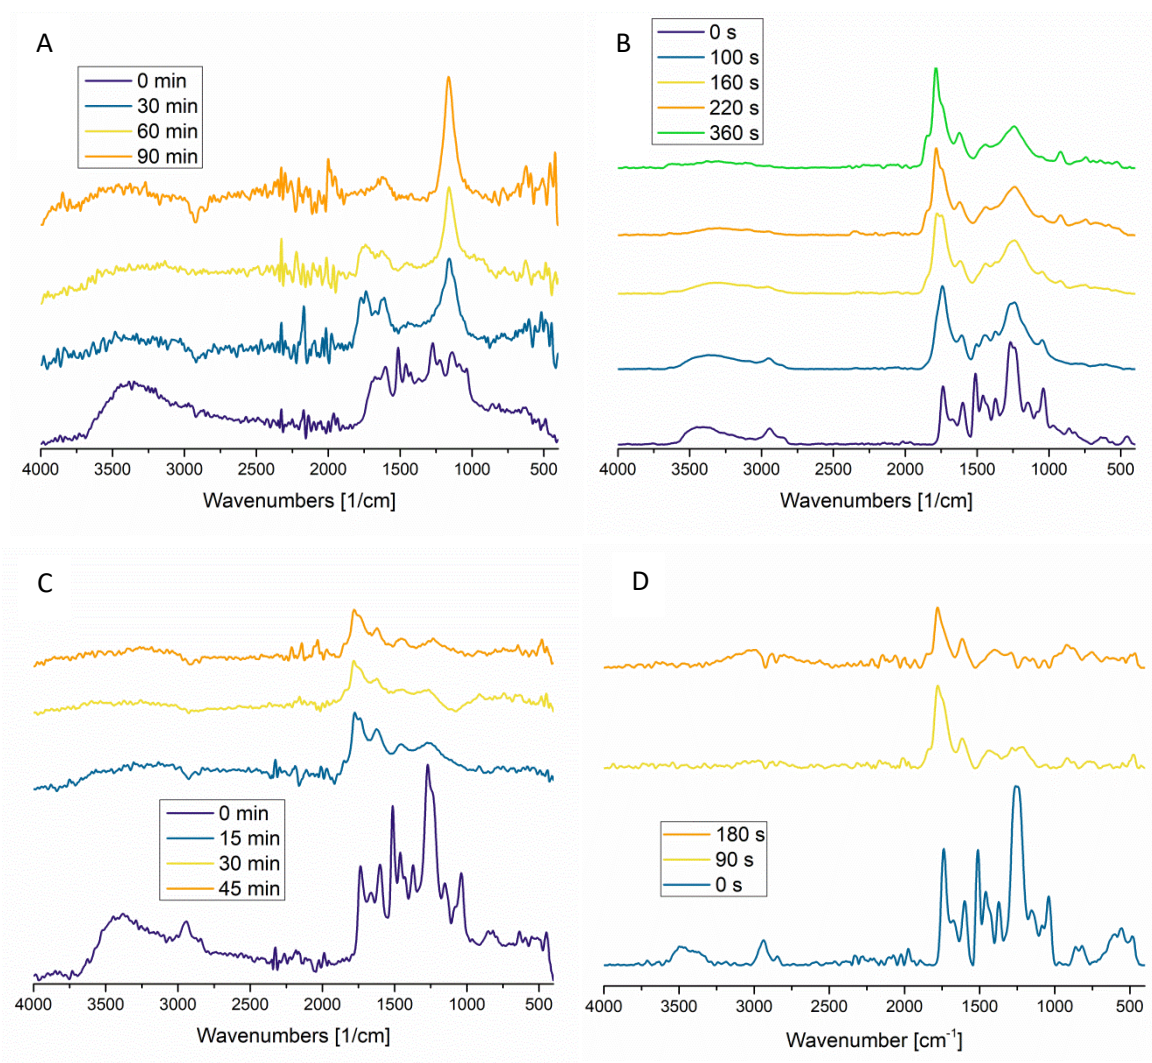 A
0 min
30 min
60 min
90 min
4000 3500 3000 2500 2000 1500 1000 500
Wavenumbers [1/cm]
B
0 s
100 s
160 s
220 s
360 s
4000 3500 3000 2500 2000 1500 1000 500
Wavenumbers [1/cm]
C
0 min
15 min
30 min
45 min
4000 3500 3000 2500 2000 1500 1000 500
Wavenumbers [1/cm]
D
180 s
90 s
0 s
4000 3500 3000 2500 2000 1500 1000 500
Wavenumber [cm⁻¹]